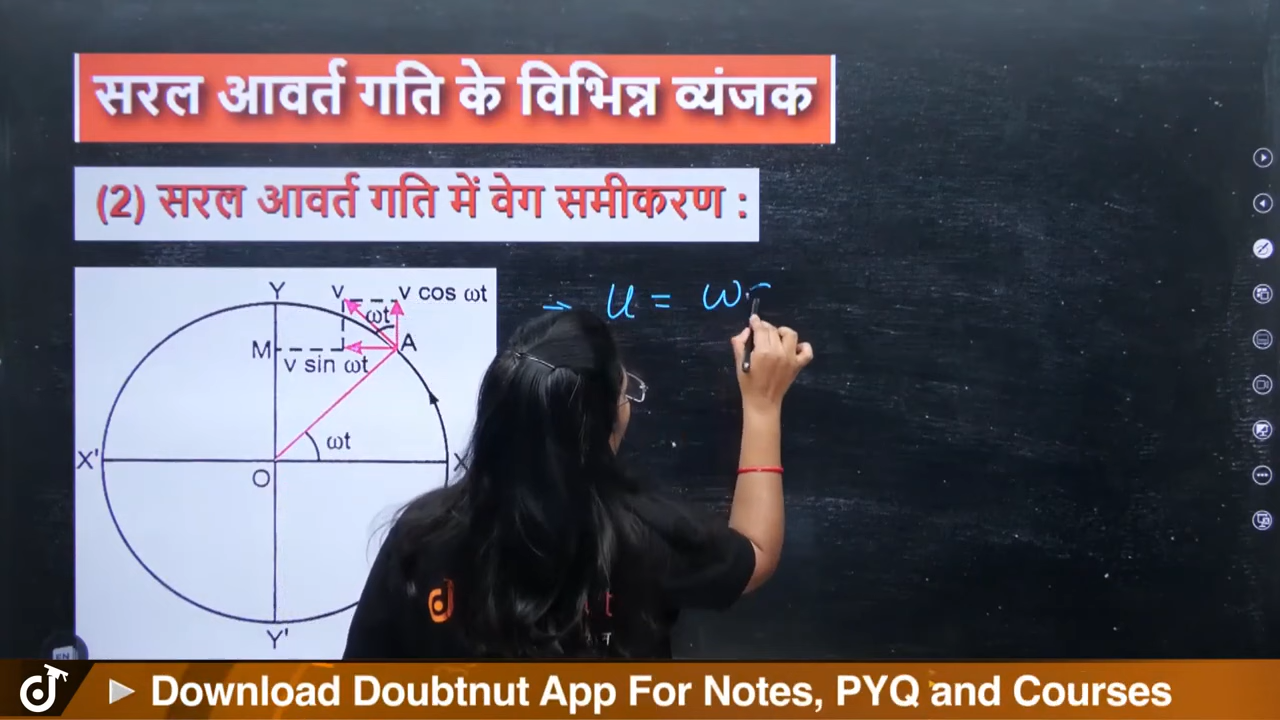 सरल आवर्त गति के विभिन्न व्यंजक
(2) सरल आवर्त गति में वेग समीकरण :
Y
v
v cos ωt
ωt
M
A
v sin ωt
ωt
X'
O
X
Y'
→ u = ω
EN
Download Doubtnut App For Notes, PYQ and Courses